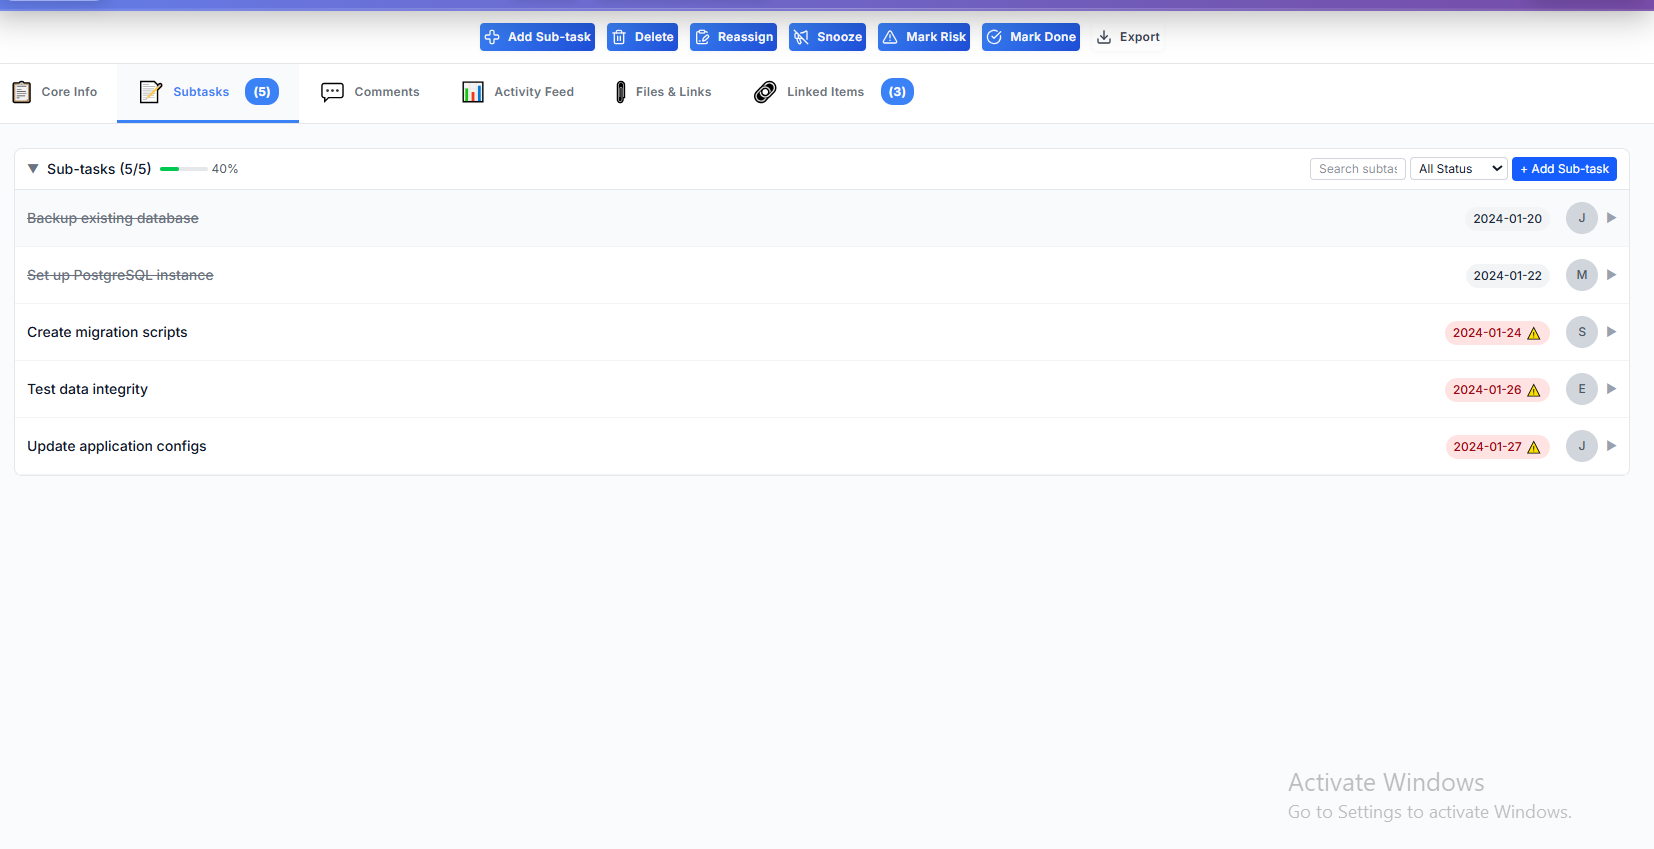 Add Sub-task Delete Reassign Snooze Mark Risk Mark Done Export
Core Info Subtasks (5) Comments Activity Feed Files & Links Linked Items (3)
Sub-tasks (5/5) 40% Search subtas All Status + Add Sub-task
Backup existing database 2024-01-20 J
Set up PostgreSQL instance 2024-01-22 M
Create migration scripts 2024-01-24 S
Test data integrity 2024-01-26 E
Update application configs 2024-01-27 J
Activate Windows
Go to Settings to activate Windows.